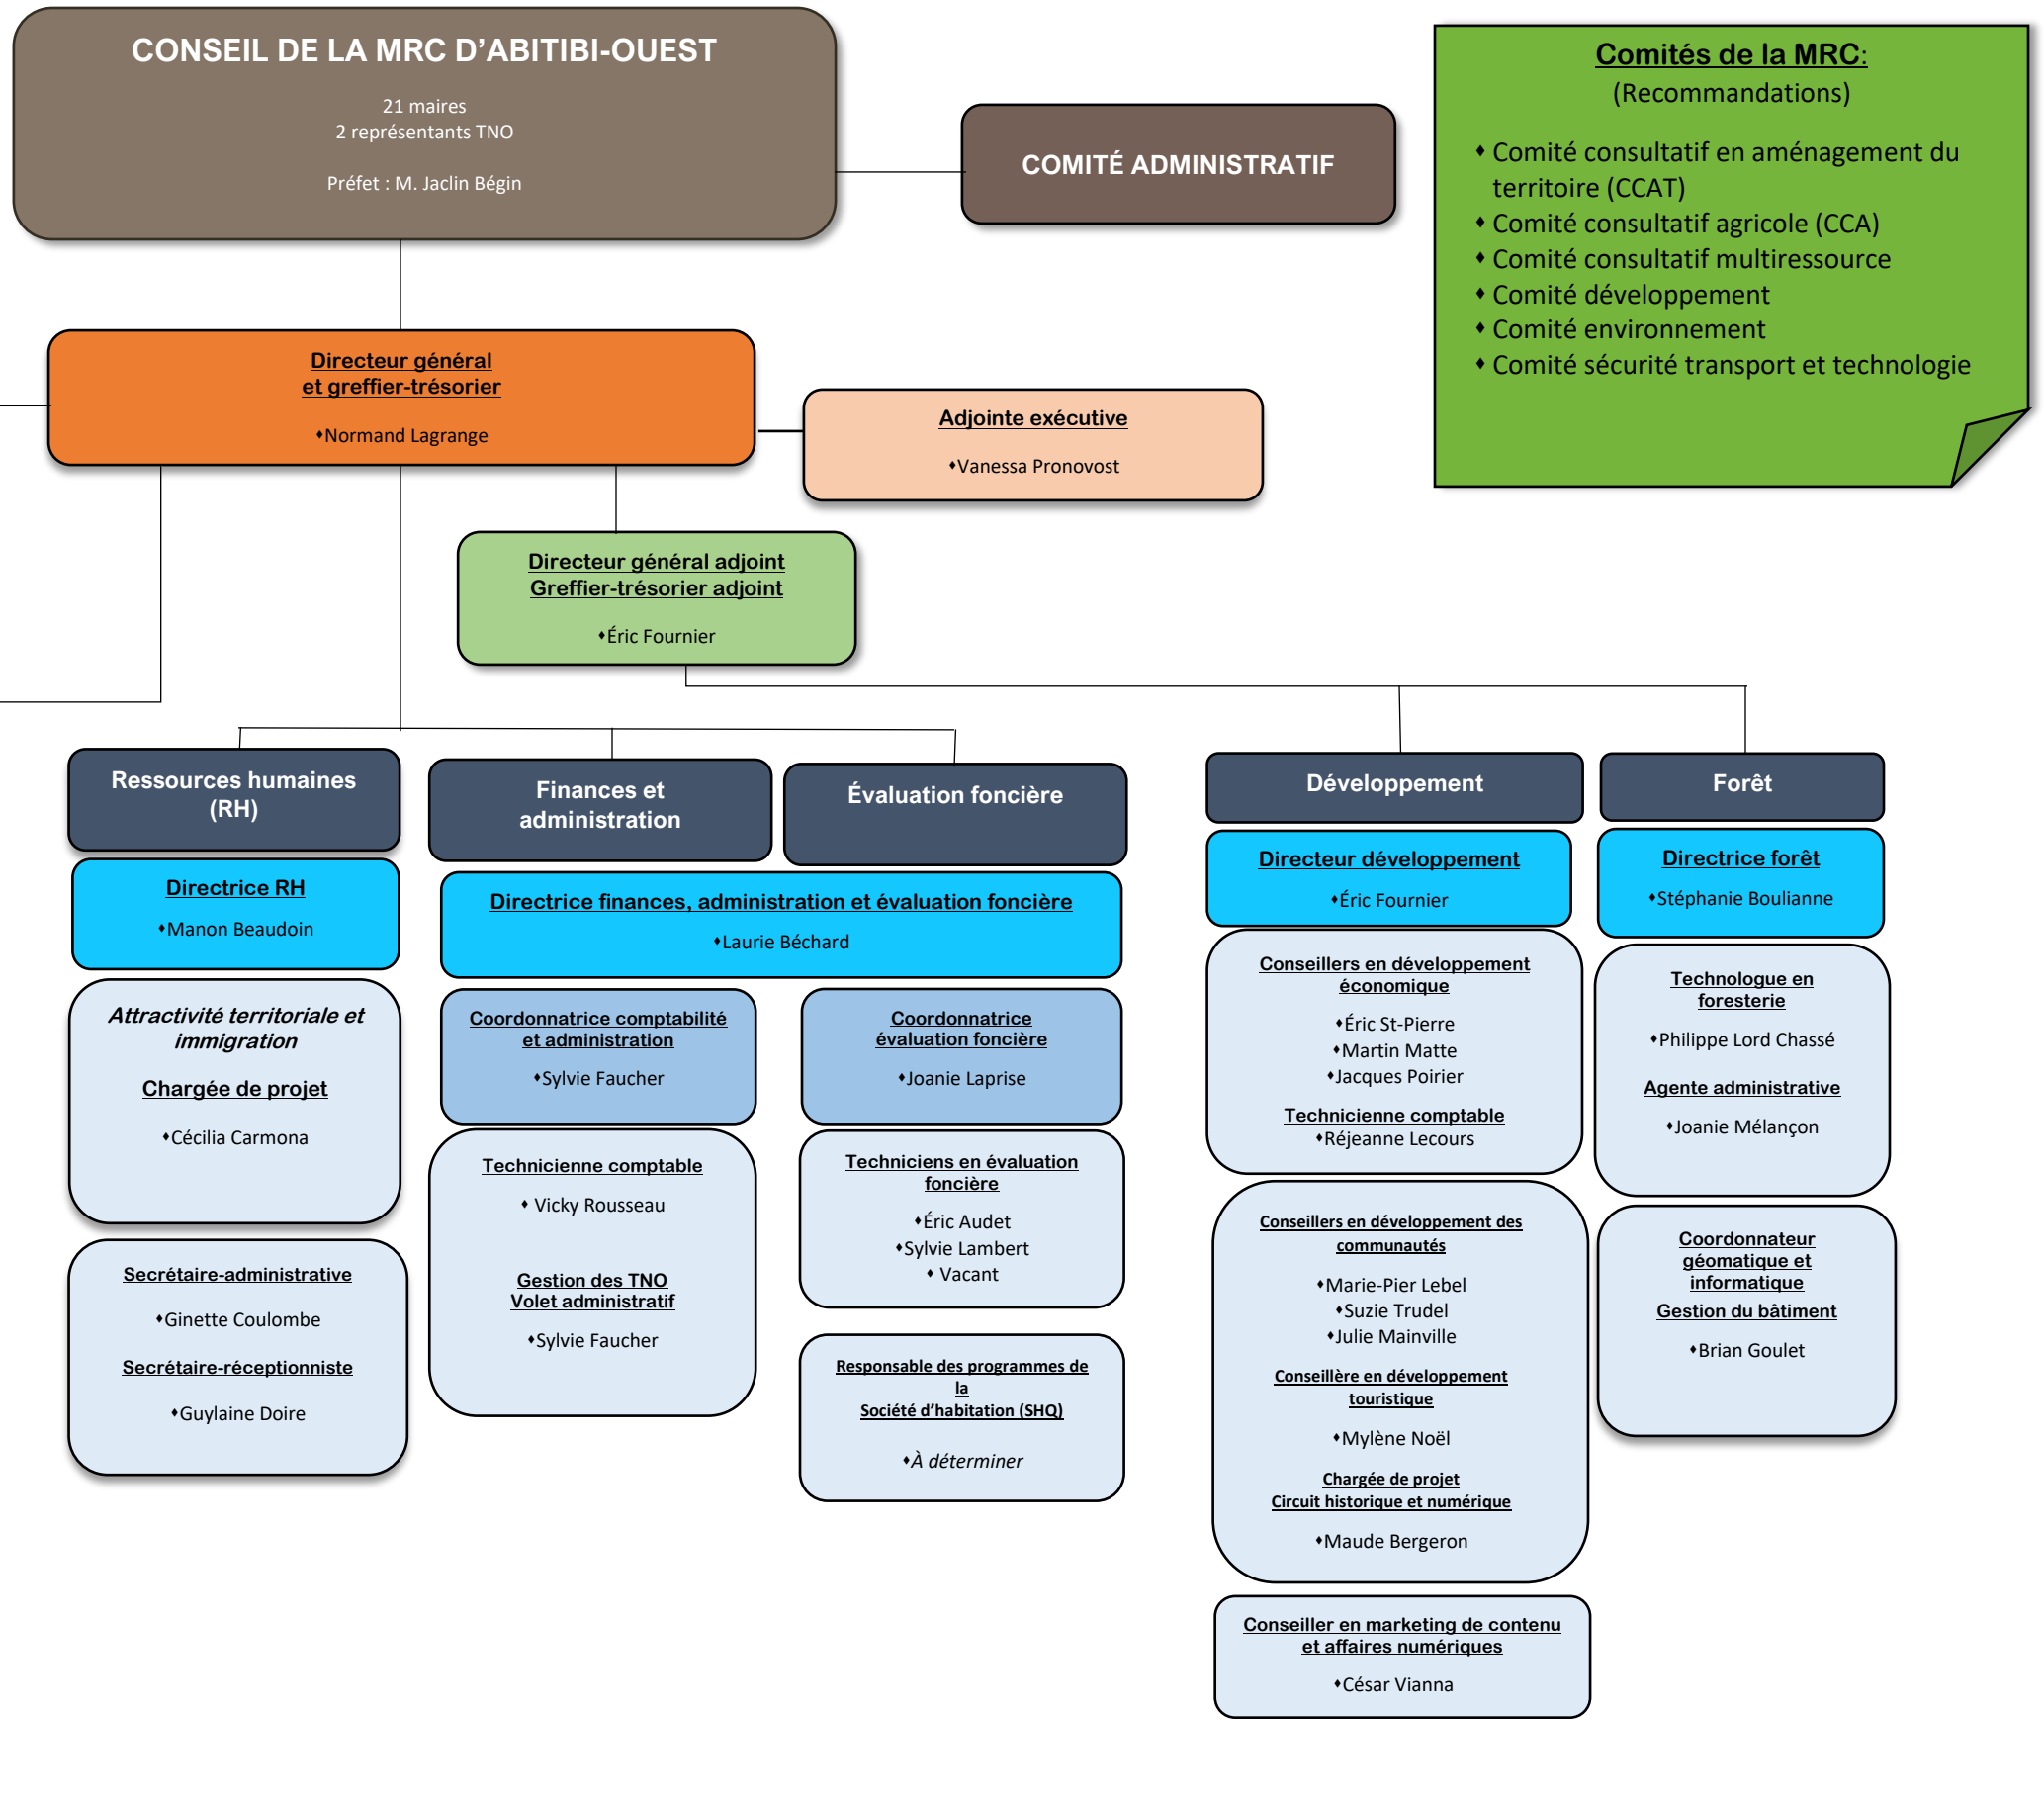 CONSEIL DE LA MRC D’ABITIBI-OUEST
21 maires
2 représentants TNO
Préfet : M. Jaclin Bégin
COMITÉ ADMINISTRATIF
Comités de la MRC:
(Recommandations)
♦ Comité consultatif en aménagement du
territoire (CCAT)
♦ Comité consultatif agricole (CCA)
♦ Comité consultatif multiressource
♦ Comité développement
♦ Comité environnement
♦ Comité sécurité transport et technologie
Directeur général
et greffier-trésorier
♦Normand Lagrange
Adjointe exécutive
♦Vanessa Pronovost
Directeur général adjoint
Greffier-trésorier adjoint
♦Éric Fournier
Ressources humaines
(RH)
Directrice RH
♦Manon Beaudoin
Attractivité territoriale et
immigration
Chargée de projet
♦Cécilia Carmona
Secrétaire-administrative
♦Ginette Coulombe
Secrétaire-réceptionniste
♦Guylaine Doire
Finances et
administration
Évaluation foncière
Directrice finances, administration et évaluation foncière
♦Laurie Béchard
Coordonnatrice comptabilité
et administration
♦Sylvie Faucher
Technicienne comptable
♦ Vicky Rousseau
Gestion des TNO
Volet administratif
♦Sylvie Faucher
Coordonnatrice
évaluation foncière
♦Joanie Laprise
Techniciens en évaluation
foncière
♦Éric Audet
♦Sylvie Lambert
♦ Vacant
Responsable des programmes de
la
Société d’habitation (SHQ)
♦À déterminer
Développement
Directeur développement
♦Éric Fournier
Conseillers en développement
économique
♦Éric St-Pierre
♦Martin Matte
♦Jacques Poirier
Technicienne comptable
♦Réjeanne Lecours
Conseillers en développement des
communautés
♦Marie-Pier Lebel
♦Suzie Trudel
♦Julie Mainville
Conseillère en développement
touristique
♦Mylène Noël
Chargée de projet
Circuit historique et numérique
♦Maude Bergeron
Conseiller en marketing de contenu
et affaires numériques
♦César Vianna
Forêt
Directrice forêt
♦Stéphanie Boulianne
Technologue en
foresterie
♦Philippe Lord Chassé
Agente administrative
♦Joanie Mélançon
Coordonnateur
géomatique et
informatique
Gestion du bâtiment
♦Brian Goulet